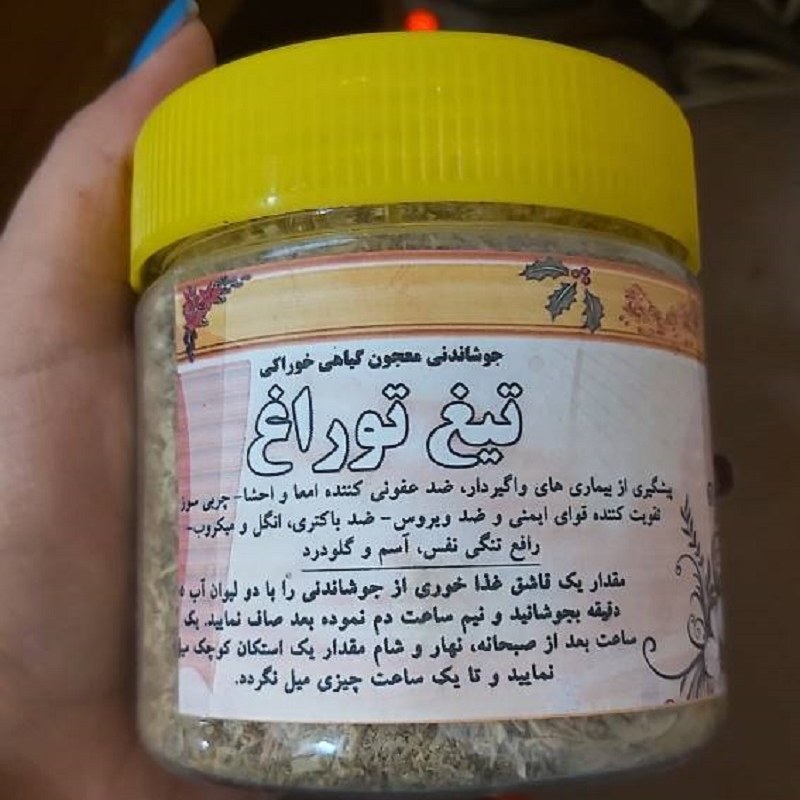 جوشاندنی معجون گیاهی خوراکی
تیغ توراغ
پیشگیری از بیماری های واگیردار، ضد عفونی کننده امعا و احشا- چربی سوز
تقویت کننده قوای ایمنی و ضد ویروس- ضد باکتری، انگل و میکروب-
رافع تنگی نفس، آسم و گلودرد
مقدار یک قاشق غذا خوری از جوشاندنی را با دو لیوان آب
دقیقه بجوشانید و نیم ساعت دم نموده بعد صاف نمایید. یک
ساعت بعد از صبحانه، نهار و شام مقدار یک استکان کوچک
نمایید و تا یک ساعت چیزی میل نگردد.